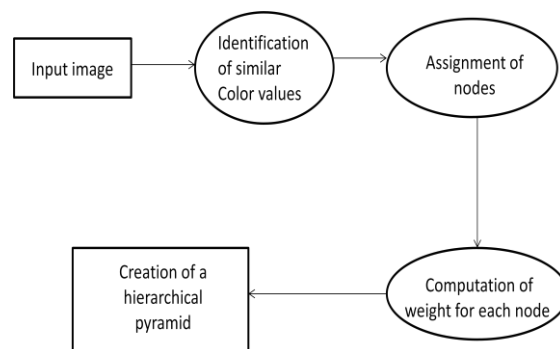 Input image
Identification
of similar
Color values
Assignment of
nodes
Computation of
weight for each node
Creation of a
hierarchical
pyramid